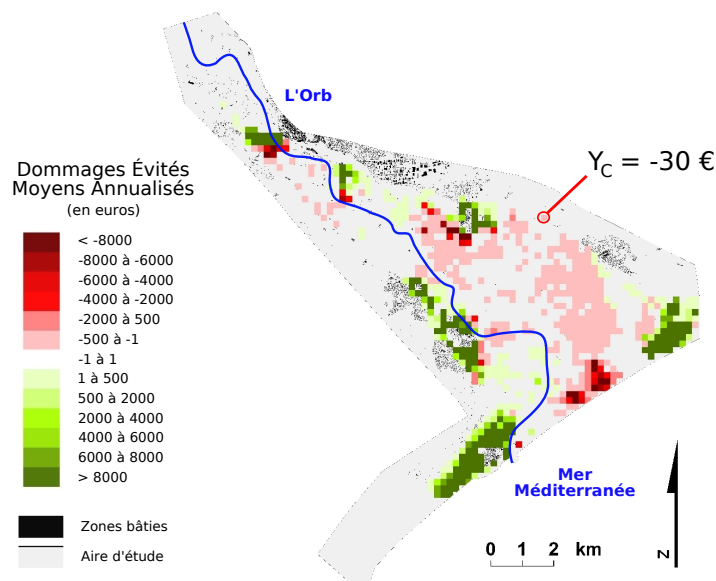 L'Orb
Y_C = -30 €
Dommages Évités
Moyens Annualisés
(en euros)
< -8000
-8000 à -6000
-6000 à -4000
-4000 à -2000
-2000 à 500
-500 à -1
-1 à 1
1 à 500
500 à 2000
2000 à 4000
4000 à 6000
6000 à 8000
> 8000
Zones bâties
Aire d'étude
Mer
Méditerranée
0 1 2 km
N